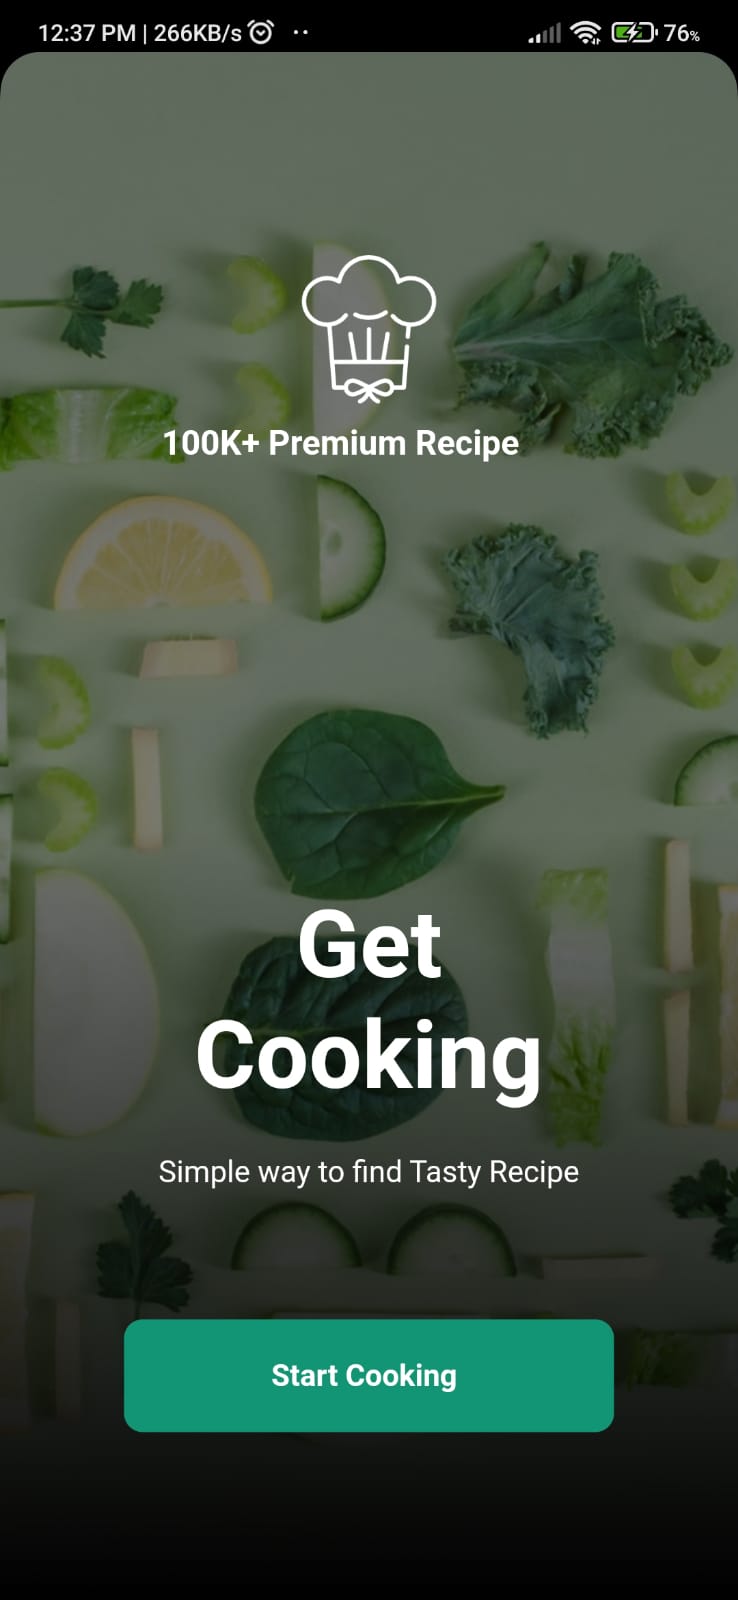 12:37 PM | 266KB/s
76%
100K+ Premium Recipe
Get
Cooking
Simple way to find Tasty Recipe
Start Cooking